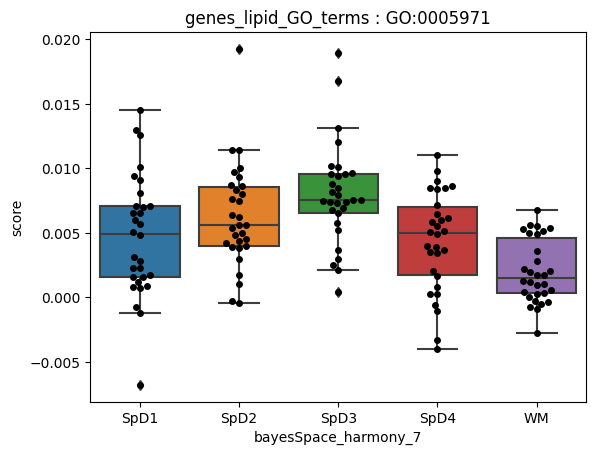 genes_lipid_GO_terms : GO:0005971
0.020
0.015
0.010
0.005
0.000
−0.005
score
SpD1 SpD2 SpD3 SpD4 WM
bayesSpace_harmony_7